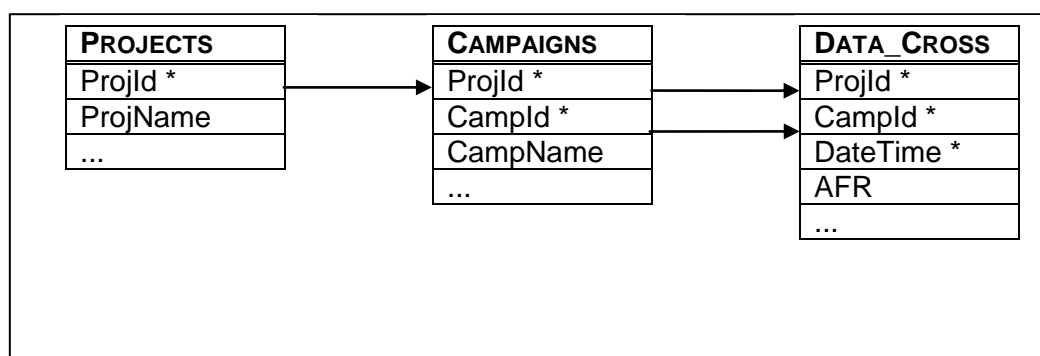 PROJECTS
ProjId *
ProjName
...
CAMPAIGNS
ProjId *
CampId *
CampName
...
DATA_CROSS
ProjId *
CampId *
DateTime *
AFR
...